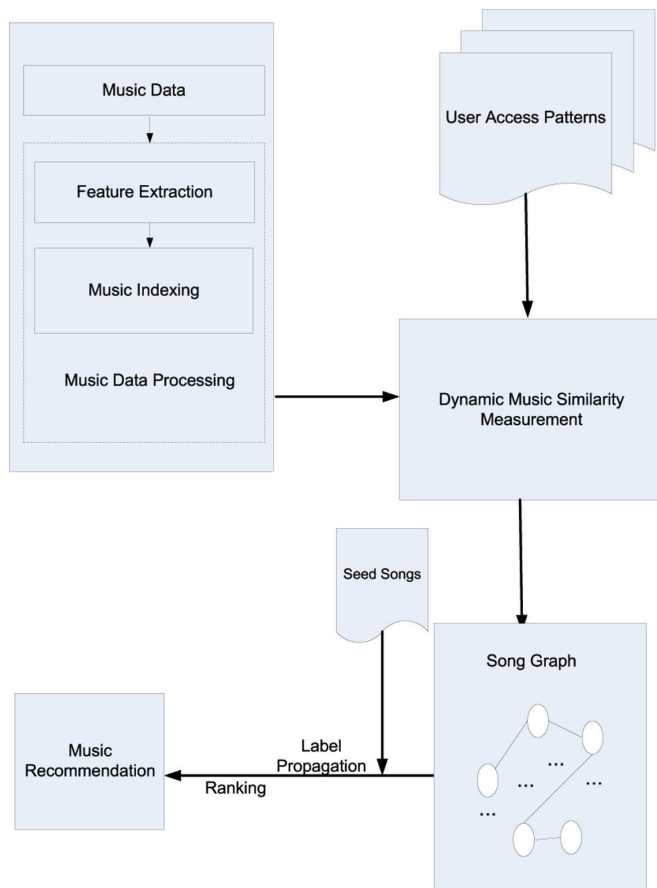 Music Data
Feature Extraction
Music Indexing
Music Data Processing
User Access Patterns
Dynamic Music Similarity
Measurement
Seed Songs
Song Graph
...
...
...
...
Label
Propagation
Ranking
Music
Recommendation